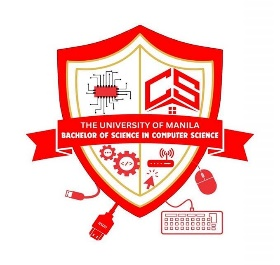 CS
THE UNIVERSITY OF MANILA
BACHELOR OF SCIENCE IN COMPUTER SCIENCE
</>